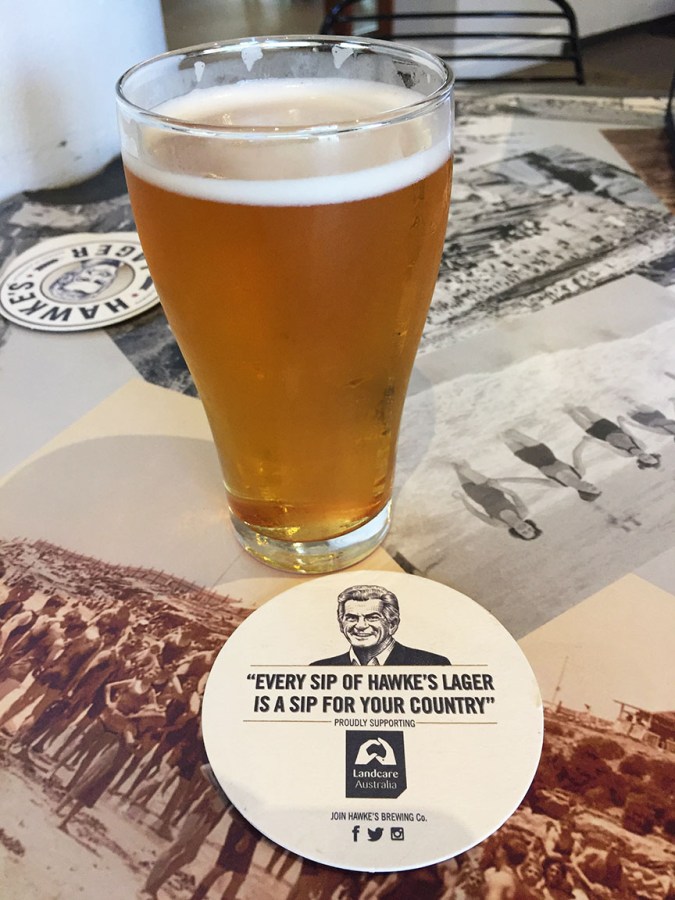 HAWKE'S
LAGER
"EVERY SIP OF HAWKE'S LAGER
IS A SIP FOR YOUR COUNTRY"
PROUDLY SUPPORTING
Landcare
Australia
JOIN HAWKE'S BREWING Co.